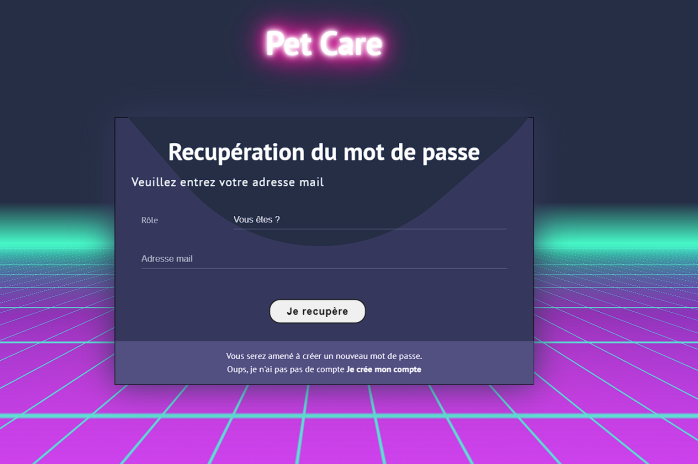 Pet Care
Recupération du mot de passe
Veuillez entrez votre adresse mail
Rôle Vous êtes ?
Adresse mail
Je recupère
Vous serez amené à créer un nouveau mot de passe.
Oups, je n'ai pas pas de compte Je crée mon compte